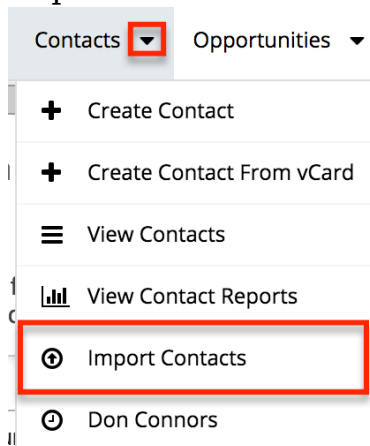 Contacts Opportunities
Create Contact
Create Contact From vCard
View Contacts
View Contact Reports
Import Contacts
Don Connors